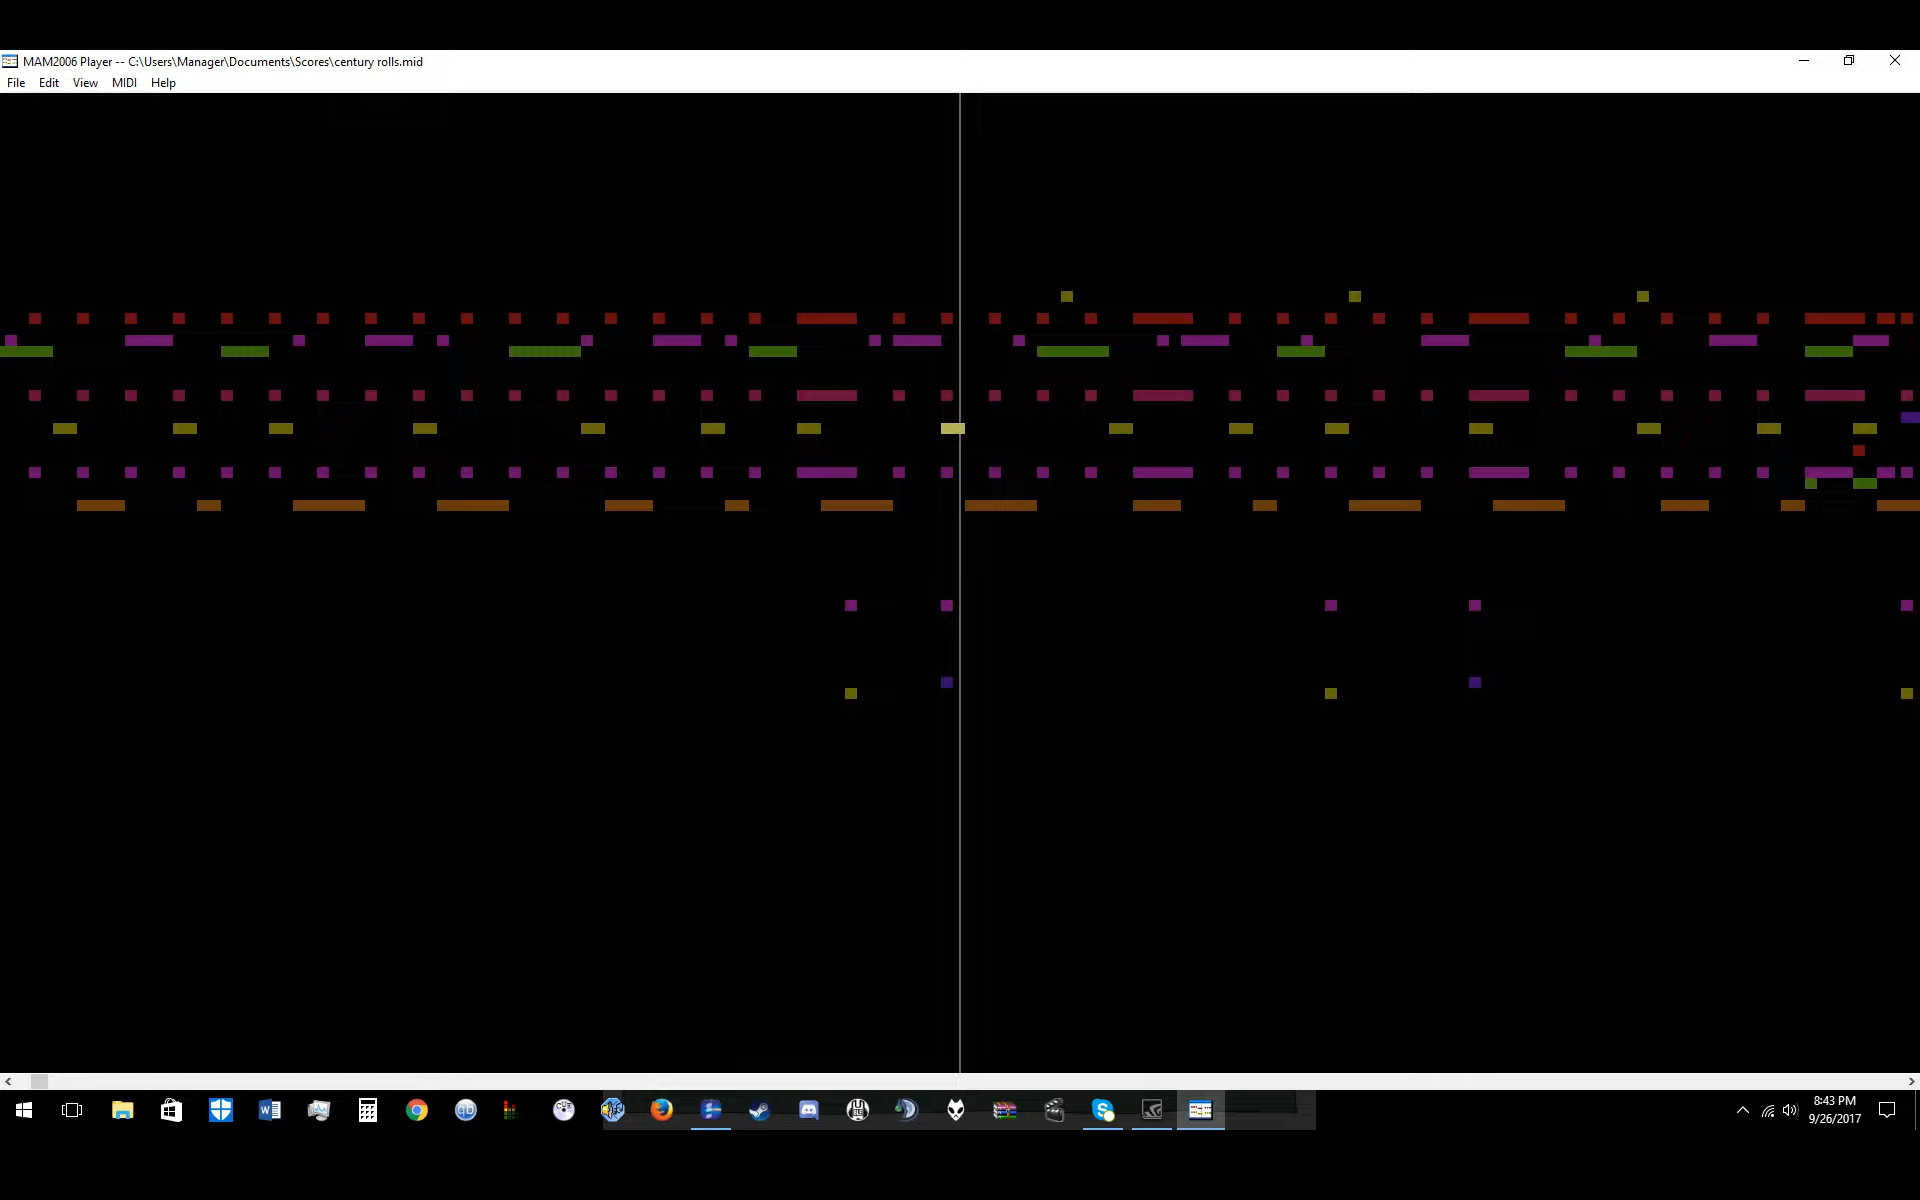 MAM2006 Player -- C:\Users\Manager\Documents\Scores\century rolls.mid
File Edit View MIDI Help
8:43 PM
9/26/2017